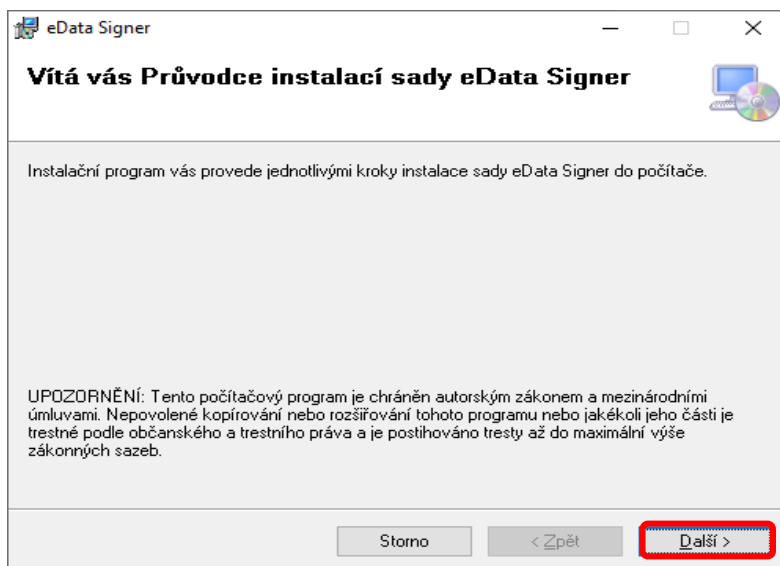 eData Signer
Vítá vás Průvodce instalací sady eData Signer
Instalační program vás provede jednotlivými kroky instalace sady eData Signer do počítače.
UPOZORNĚNÍ: Tento počítačový program je chráněn autorským zákonem a mezinárodními
úmluvami. Nepovolené kopírování nebo rozšiřování tohoto programu nebo jakékoli jeho části je
trestné podle občanského a trestního práva a je postihováno tresty až do maximální výše
zákonných sazeb.
Storno
< Zpět
Další >